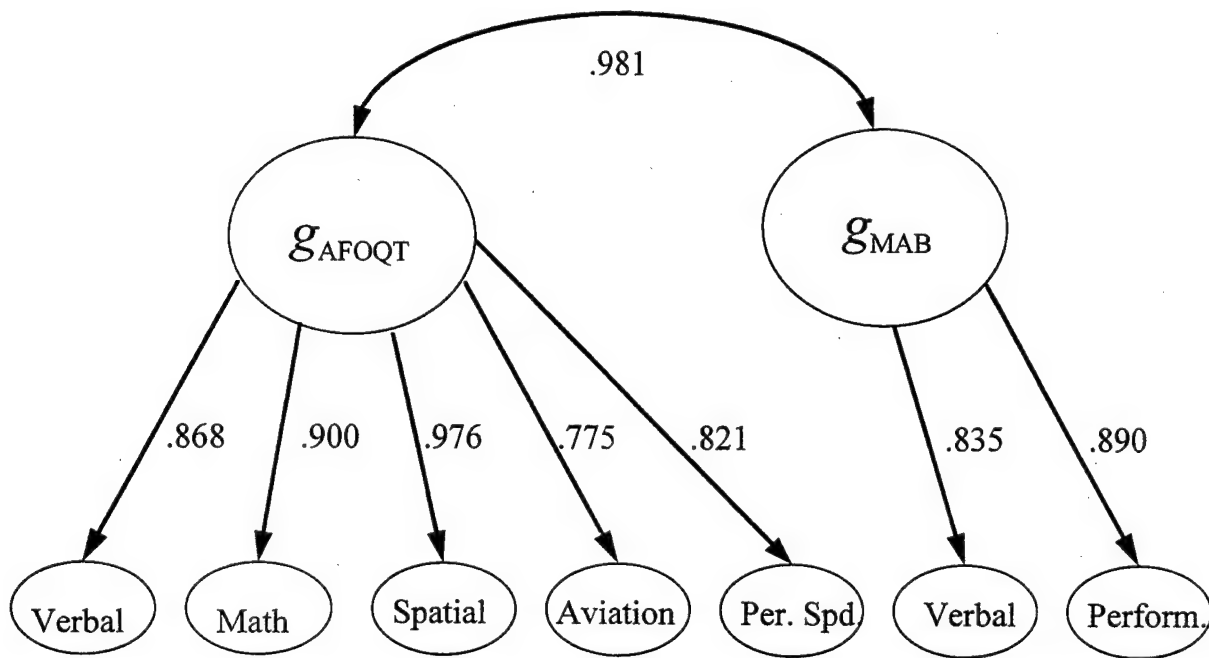 .981
gAFOQT
gMAB
.868
.900
.976
.775
.821
.835
.890
Verbal
Math
Spatial
Aviation
Per. Spd.
Verbal
Perform.